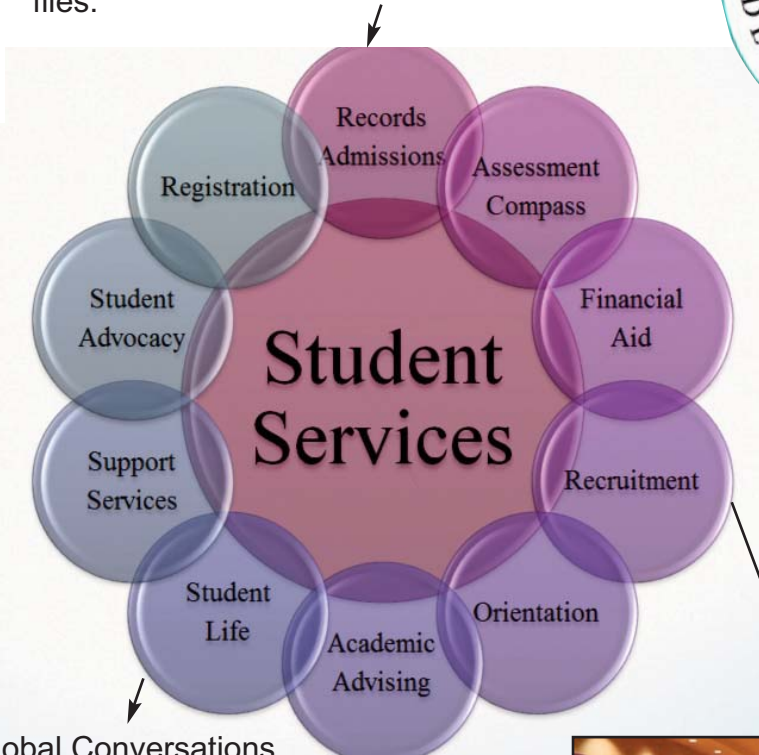 files.
Records
Admissions
Assessment
Compass
Financial
Aid
Recruitment
Orientation
Academic
Advising
Student
Life
Support
Services
Student
Advocacy
Registration
Student
Services
Conversations